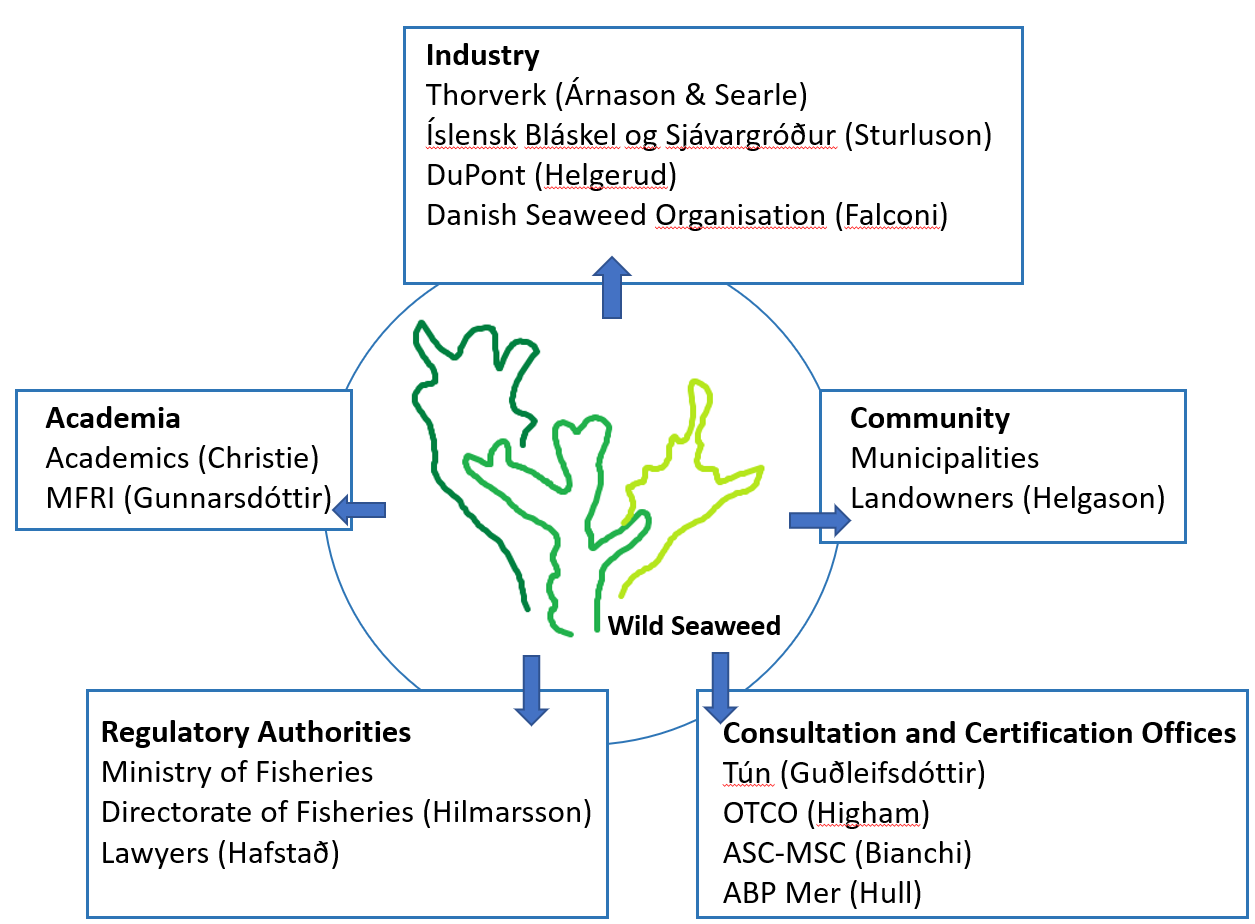 Industry
Thorverk (Árnason & Searle)
Íslensk Bláskel og Sjávargróður (Sturluson)
DuPont (Helgerud)
Danish Seaweed Organisation (Falconi)
Academia
Academics (Christie)
MFRI (Gunnarsdóttir)
Community
Municipalities
Landowners (Helgason)
Wild Seaweed
Regulatory Authorities
Ministry of Fisheries
Directorate of Fisheries (Hilmarsson)
Lawyers (Hafstað)
Consultation and Certification Offices
Tún (Guðleifsdóttir)
OTCO (Higham)
ASC-MSC (Bianchi)
ABP Mer (Hull)